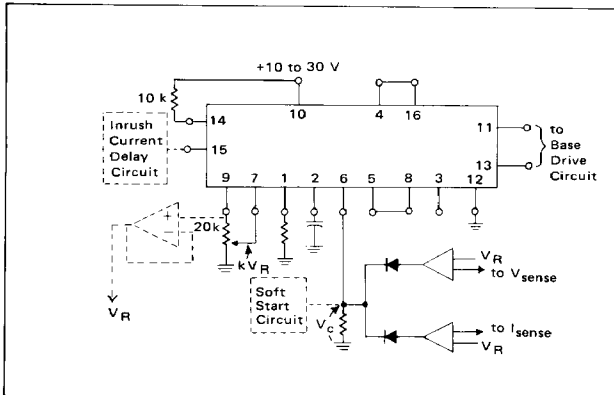 +10 to 30 V
10 k
10
4
16
14
11
Inrush
Current
Delay
Circuit
15
to
Base
Drive
Circuit
13
9
7
1
2
6
5
8
3
12
+
−
20k
kV_R
V_R
Soft
Start
Circuit
V_C
V_R
to V_sense
to I_sense
V_R